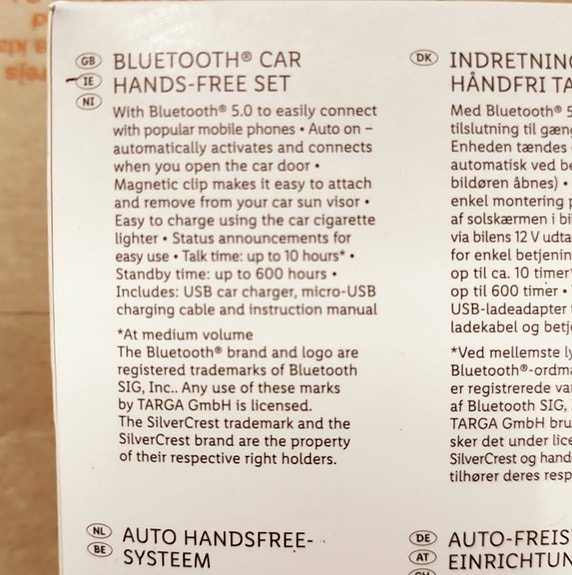 GB
IE
NI
BLUETOOTH® CAR
HANDS-FREE SET
With Bluetooth® 5.0 to easily connect
with popular mobile phones • Auto on –
automatically activates and connects
when you open the car door •
Magnetic clip makes it easy to attach
and remove from your car sun visor •
Easy to charge using the car cigarette
lighter • Status announcements for
easy use • Talk time: up to 10 hours* •
Standby time: up to 600 hours •
Includes: USB car charger, micro-USB
charging cable and instruction manual
*At medium volume
The Bluetooth® brand and logo are
registered trademarks of Bluetooth
SIG, Inc.. Any use of these marks
by TARGA GmbH is licensed.
The SilverCrest trademark and the
SilverCrest brand are the property
of their respective right holders.
DK
INDRETNING
HÅNDFRI TA
Med Bluetooth® 5
tilslutning til gæng
Enheden tændes
automatisk ved be
bildøren åbnes) •
enkel montering p
af solskærmen i bi
via bilens 12 V udta
for enkel betjenin
op til ca. 10 timer*
op til 600 timer •
USB-ladeadapter
ladekabel og betj
*Ved mellemste ly
Bluetooth®-ordma
er registrerede va
af Bluetooth SIG,
TARGA GmbH bru
sker det under lice
SilverCrest og hand
tilhører deres resp
NL
BE
AUTO HANDSFREE-
SYSTEEM
DE
AT
CH
AUTO-FREIS
EINRICHTUN